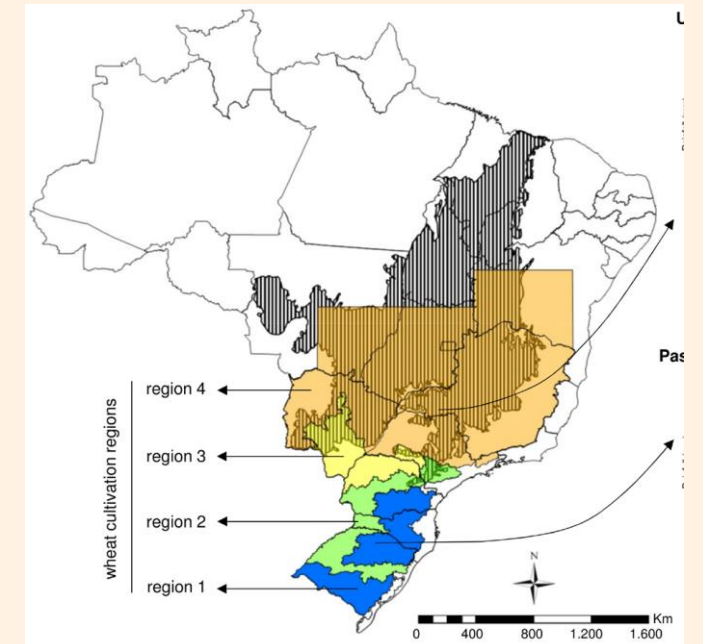 region 4
region 3
region 2
region 1
wheat cultivation regions
Pas
N
Km
0 400 800 1.200 1.600